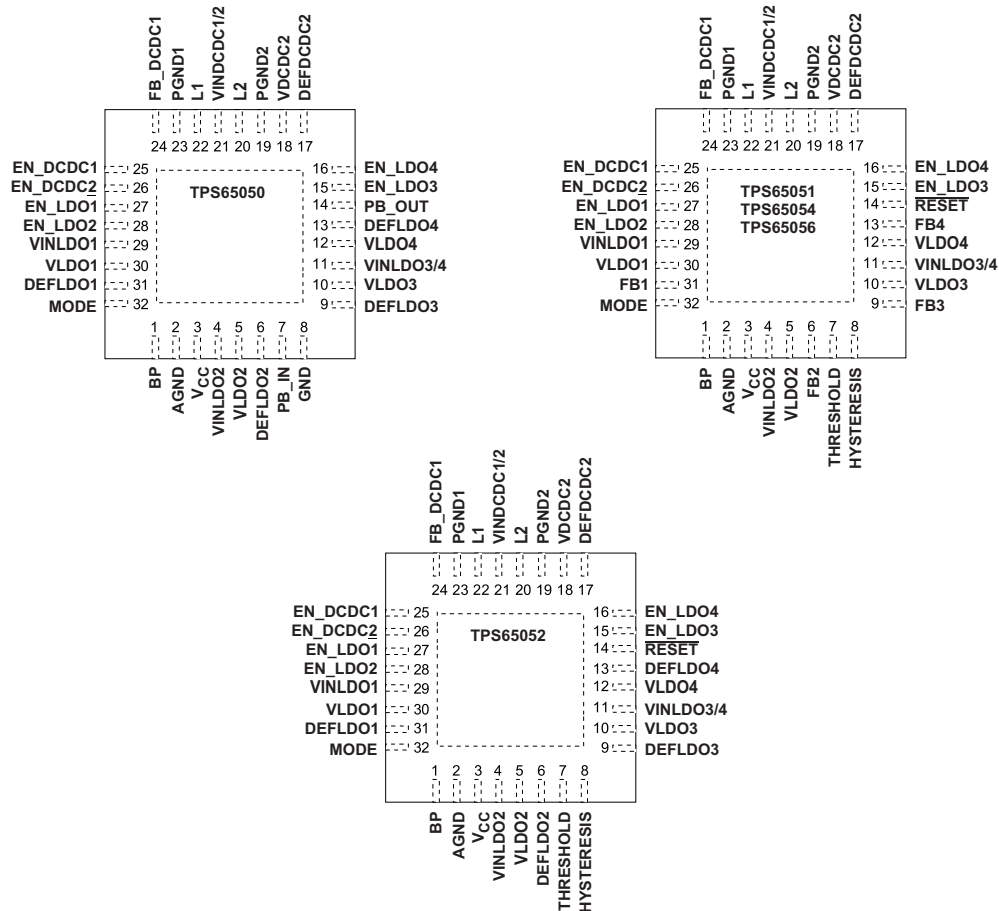 FB_DCDC1
PGND1
L1
VINDCDC1/2
L2
PGND2
VDCDC2
DEFDCDC2
24 23 22 21 20 19 18 17
EN_DCDC1 25
EN_DCDC2 26
EN_LDO1 27
EN_LDO2 28
VINLDO1 29
VLDO1 30
DEFLDO1 31
MODE 32
TPS65050
16 EN_LDO4
15 EN_LDO3
14 PB_OUT
13 DEFLDO4
12 VLDO4
11 VINLDO3/4
10 VLDO3
9 DEFLDO3
1 2 3 4 5 6 7 8
BP
AGND
VCC
VINLDO2
VLDO2
DEFLDO2
PB_IN
GND
FB_DCDC1
PGND1
L1
VINDCDC1/2
L2
PGND2
VDCDC2
DEFDCDC2
24 23 22 21 20 19 18 17
EN_DCDC1 25
EN_DCDC2 26
EN_LDO1 27
EN_LDO2 28
VINLDO1 29
VLDO1 30
FB1 31
MODE 32
TPS65051
TPS65054
TPS65056
16 EN_LDO4
15 EN_LDO3
14 RESET
13 FB4
12 VLDO4
11 VINLDO3/4
10 VLDO3
9 FB3
1 2 3 4 5 6 7 8
BP
AGND
VCC
VINLDO2
VLDO2
FB2
THRESHOLD
HYSTERESIS
FB_DCDC1
PGND1
L1
VINDCDC1/2
L2
PGND2
VDCDC2
DEFDCDC2
24 23 22 21 20 19 18 17
EN_DCDC1 25
EN_DCDC2 26
EN_LDO1 27
EN_LDO2 28
VINLDO1 29
VLDO1 30
DEFLDO1 31
MODE 32
TPS65052
16 EN_LDO4
15 EN_LDO3
14 RESET
13 DEFLDO4
12 VLDO4
11 VINLDO3/4
10 VLDO3
9 DEFLDO3
1 2 3 4 5 6 7 8
BP
AGND
VCC
VINLDO2
VLDO2
DEFLDO2
THRESHOLD
HYSTERESIS